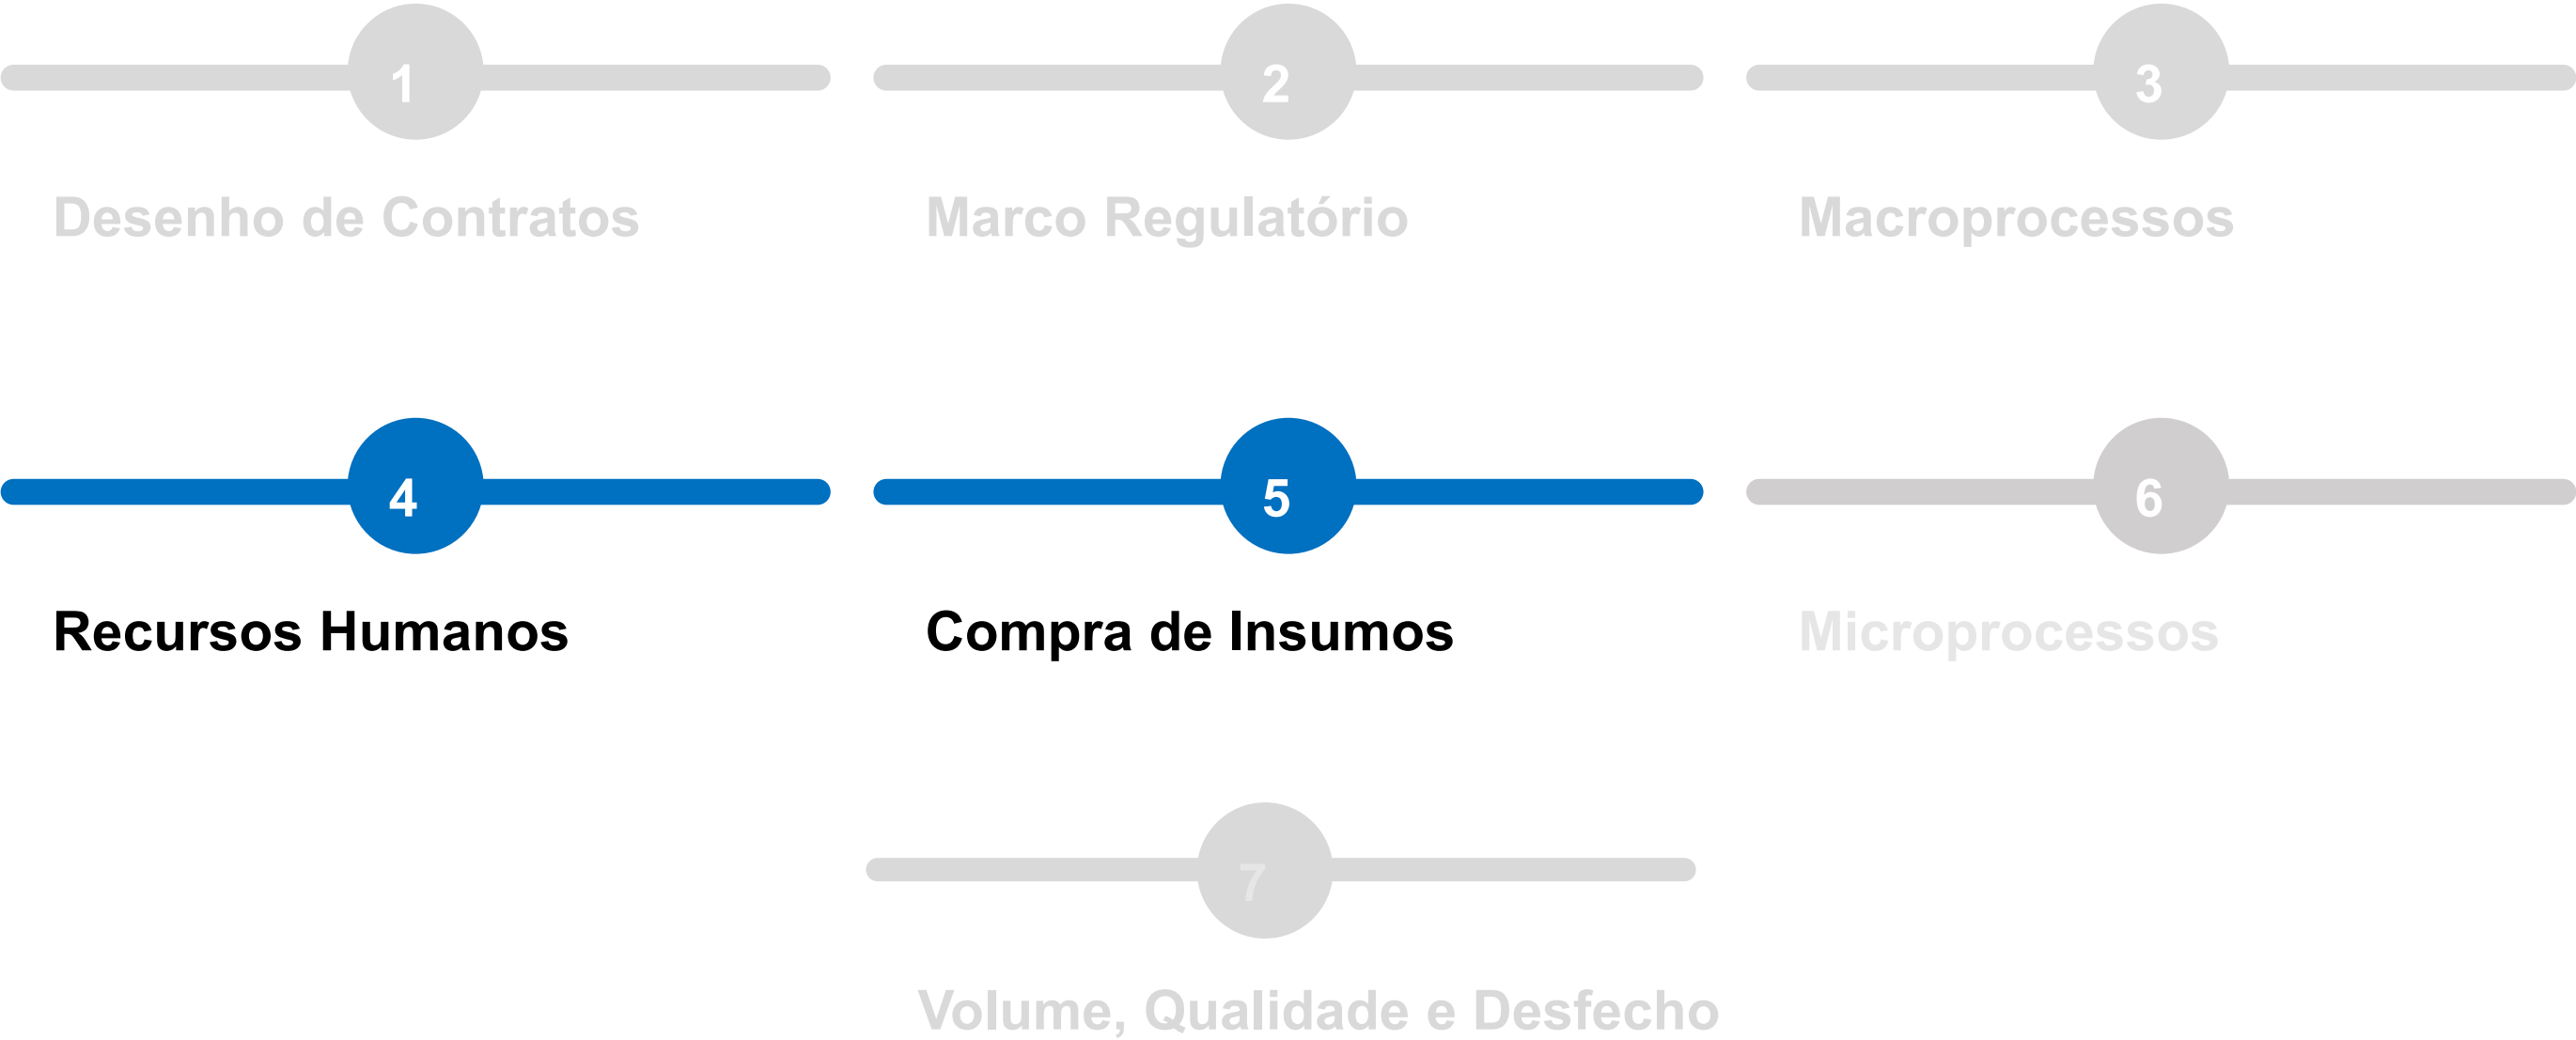 1
2
3
Desenho de Contratos
Marco Regulatório
Macroprocessos
4
5
6
Recursos Humanos
Compra de Insumos
Microprocessos
7
Volume, Qualidade e Desfecho